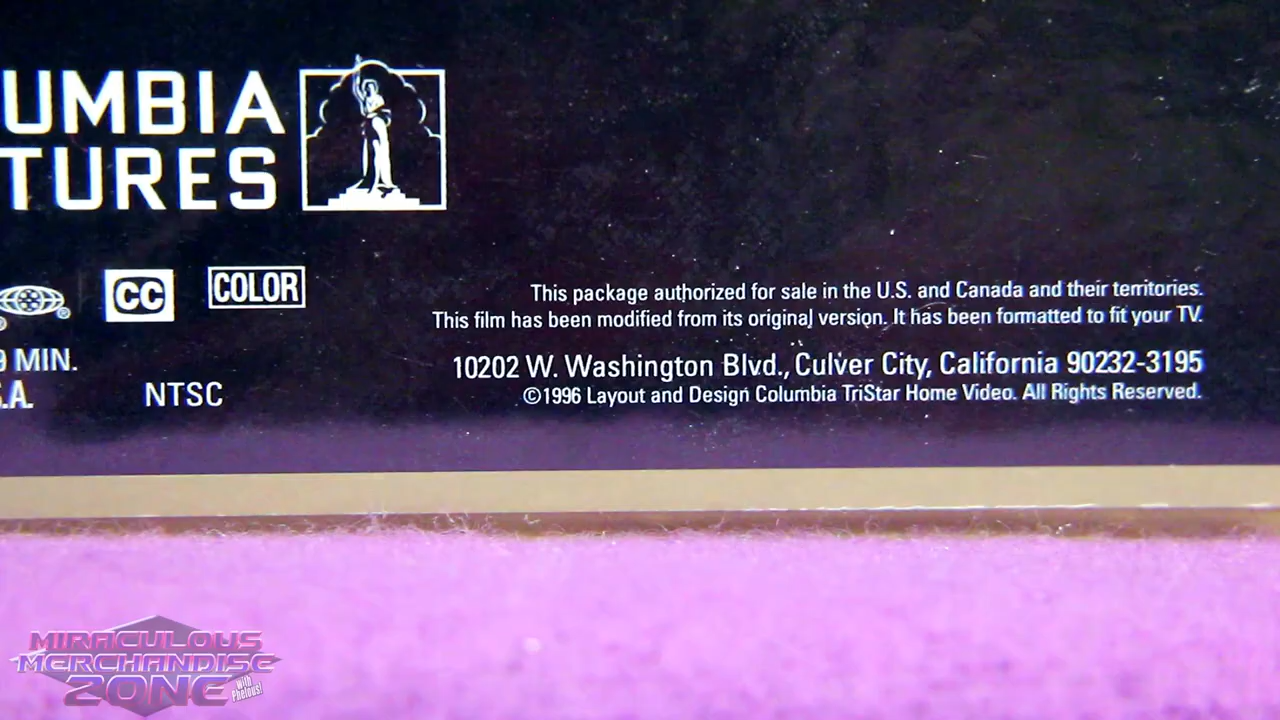 UMBIA
TURES
CC
COLOR
This package authorized for sale in the U.S. and Canada and their territories.
This film has been modified from its original version. It has been formatted to fit your TV.
9 MIN.
10202 W. Washington Blvd., Culver City, California 90232-3195
.A.
NTSC
©1996 Layout and Design Columbia TriStar Home Video. All Rights Reserved.
MIRACULOUS
MERCHANDISE
ZONE
with
Phelous!